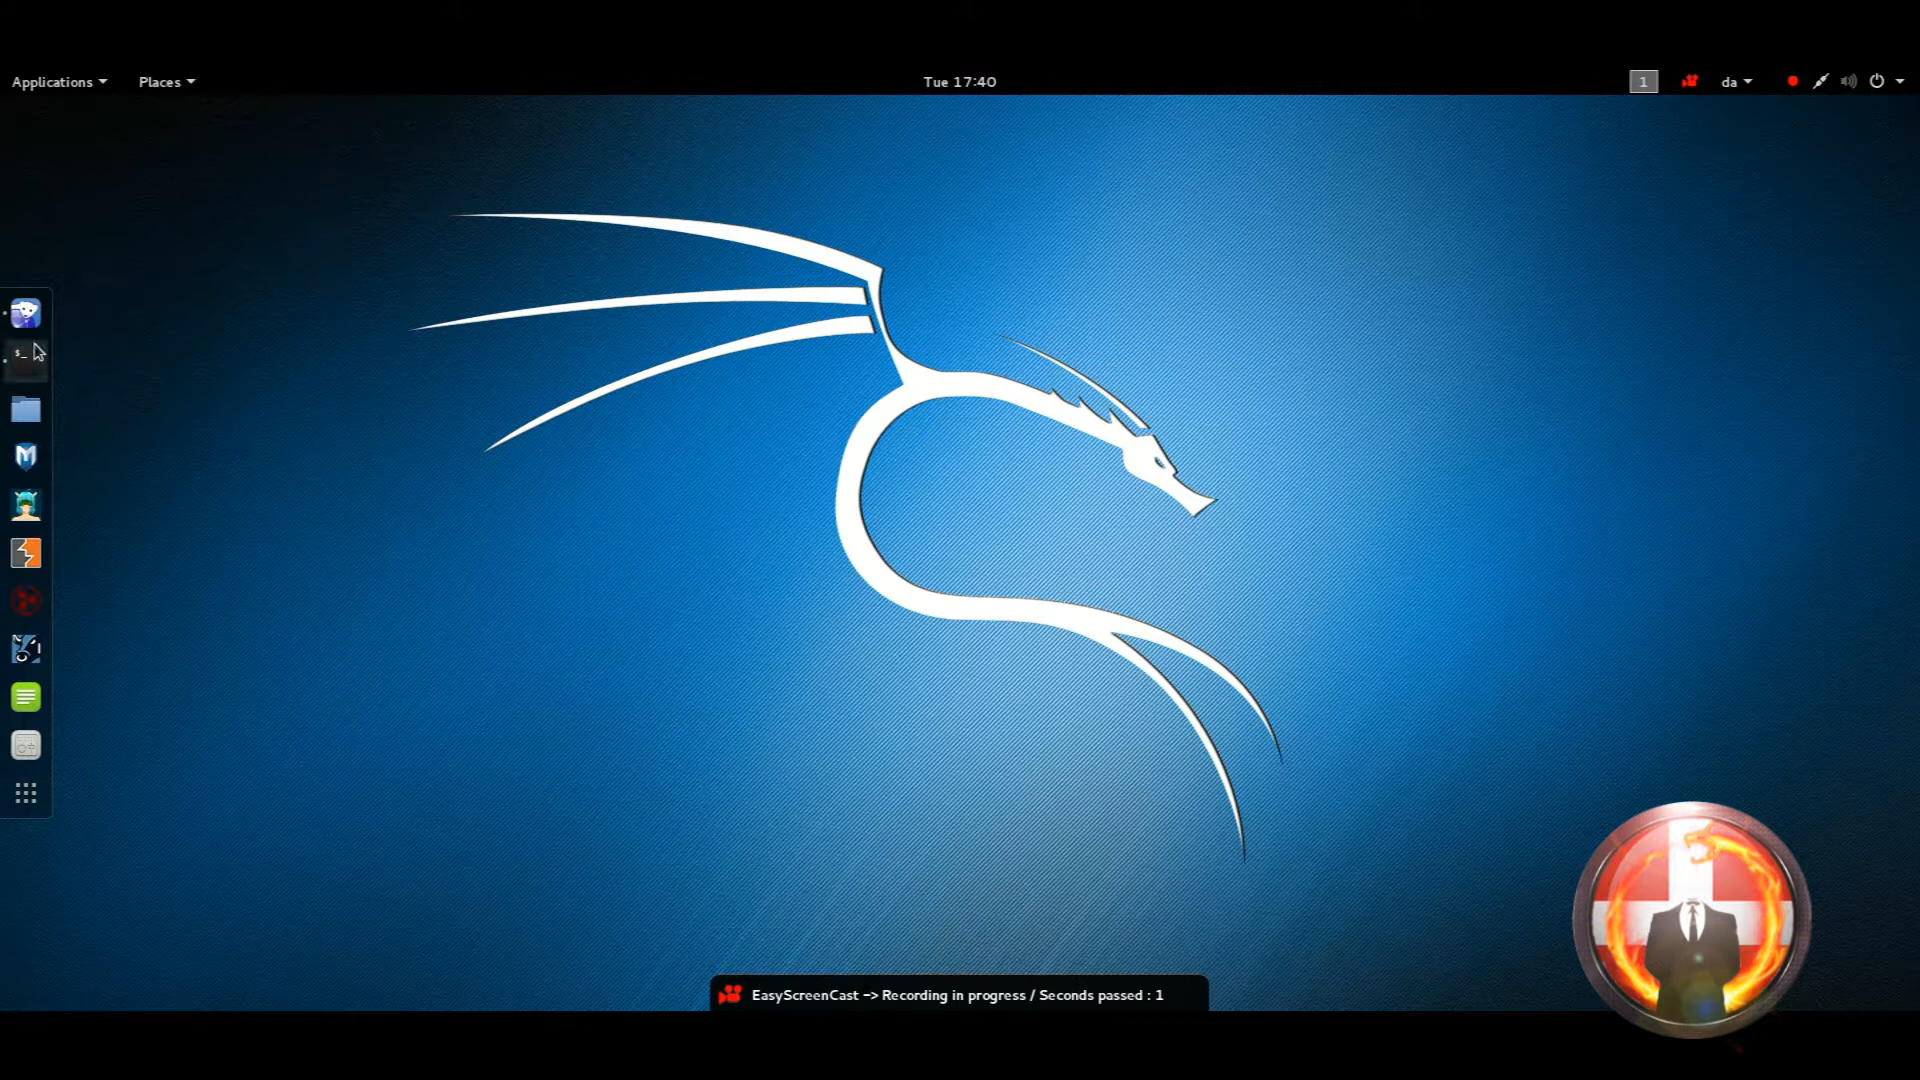 Applications
Places
Tue 17:40
1
da
$_
EasyScreenCast -> Recording in progress / Seconds passed : 1